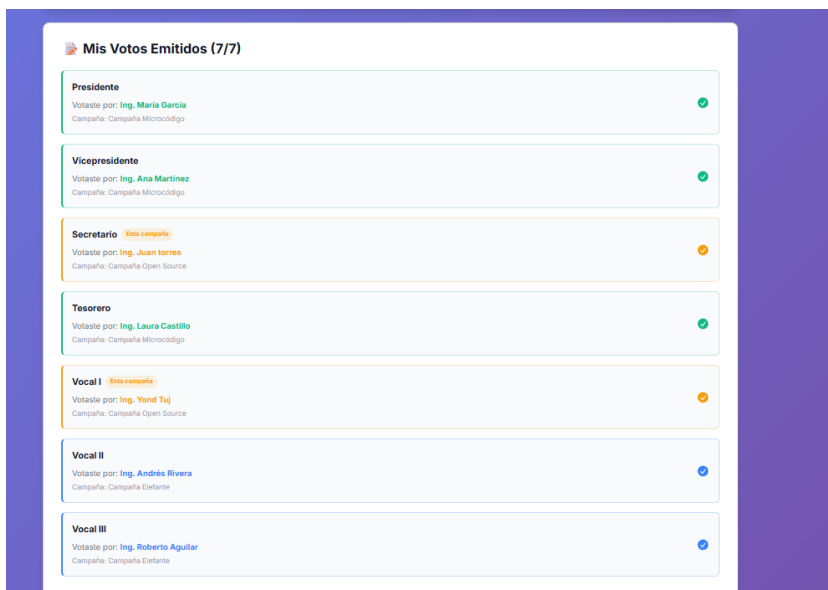 Mis Votos Emitidos (7/7)
Presidente
Votaste por: Ing. María García
Campaña: Campaña Microcódigo
Vicepresidente
Votaste por: Ing. Ana Martínez
Campaña: Campaña Microcódigo
Secretario Esta campaña
Votaste por: Ing. Juan torres
Campaña: Campaña Open Source
Tesorero
Votaste por: Ing. Laura Castillo
Campaña: Campaña Microcódigo
Vocal I Esta campaña
Votaste por: Ing. Yond Tuj
Campaña: Campaña Open Source
Vocal II
Votaste por: Ing. Andrés Rivera
Campaña: Campaña Elefante
Vocal III
Votaste por: Ing. Roberto Aguilar
Campaña: Campaña Elefante